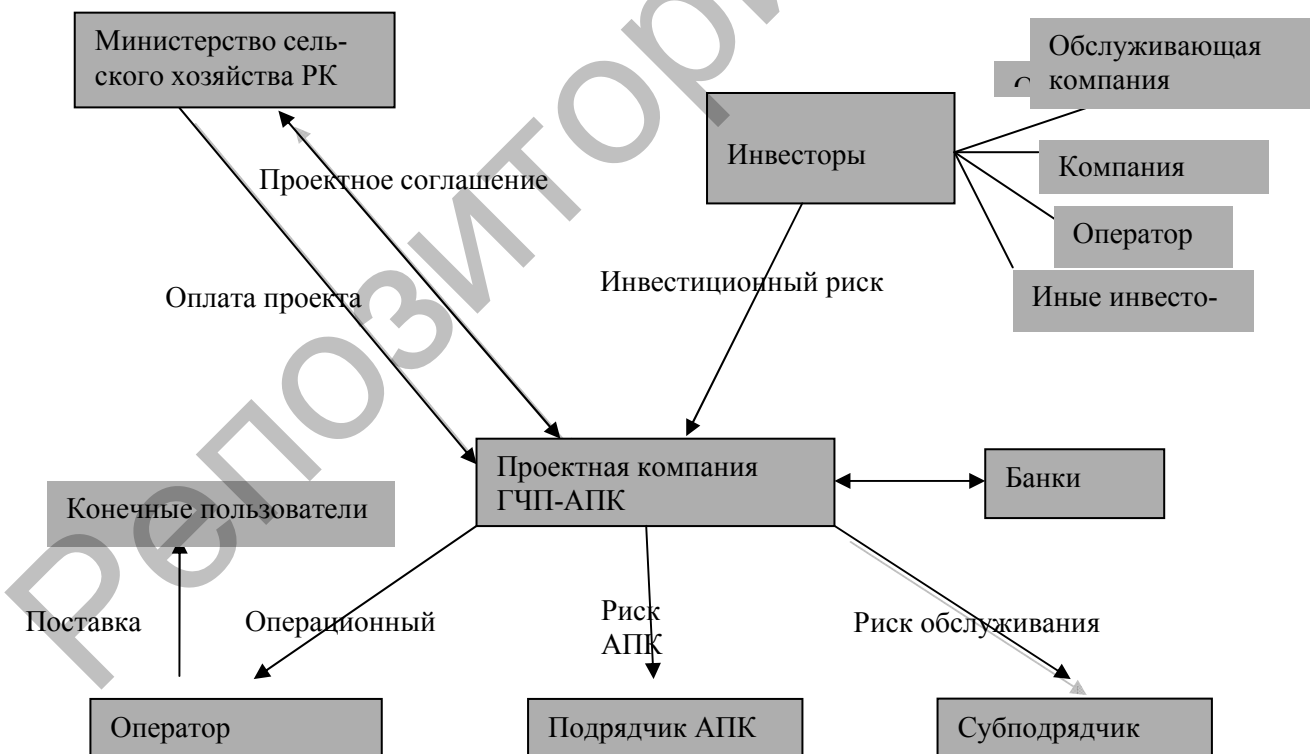 Министерство сель-
ского хозяйства РК
Обслуживающая
компания
Инвесторы
Компания
Проектное соглашение
Оператор
Оплата проекта
Инвестиционный риск
Иные инвесто-
Проектная компания
ГЧП-АПК
Банки
Конечные пользователи
Поставка
Операционный
Риск
АПК
Риск обслуживания
Оператор
Подрядчик АПК
Субподрядчик